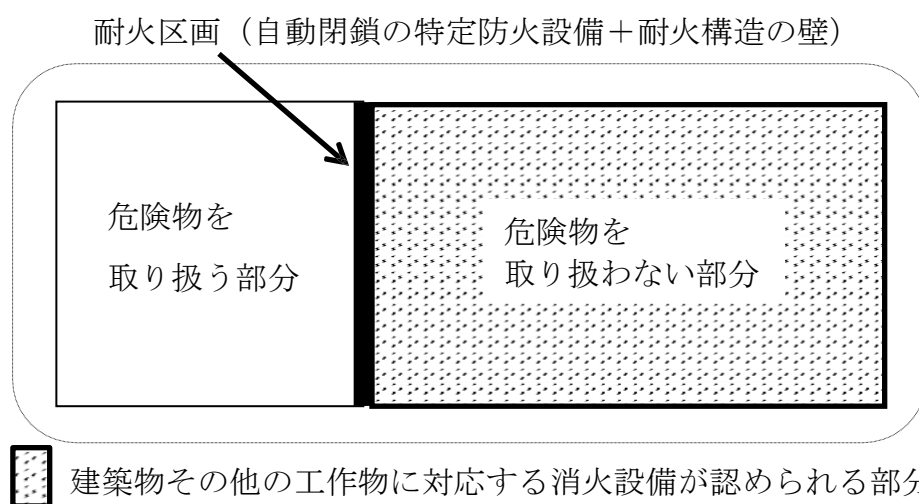 耐火区画（自動閉鎖の特定防火設備＋耐火構造の壁）
危険物を
取り扱う部分
危険物を
取り扱わない部分
建築物その他の工作物に対応する消火設備が認められる部分